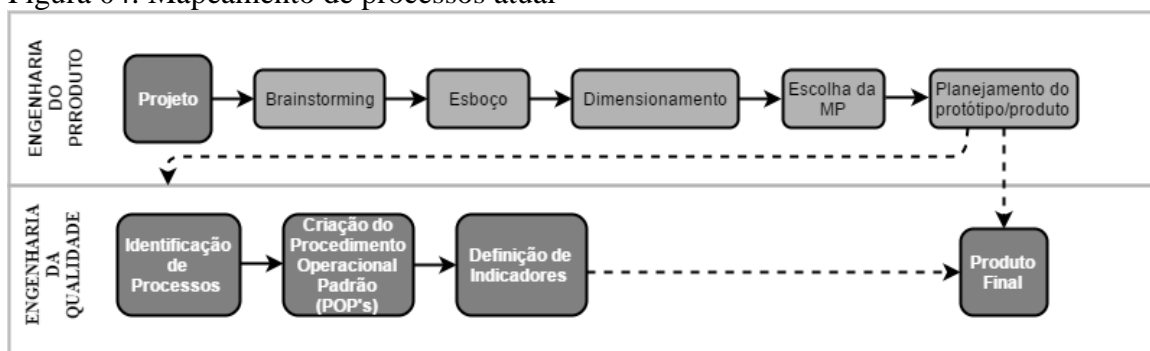 Figura 04: Mapeamento de processos atual
ENGENHARIA
DO
PRRODUTO
Projeto
Brainstorming
Esboço
Dimensionamento
Escolha da
MP
Planejamento do
protótipo/produto
ENGENHARIA
DA
QUALIDADE
Identificação
de
Processos
Criação do
Procedimento
Operacional
Padrão
(POP's)
Definição de
Indicadores
Produto
Final